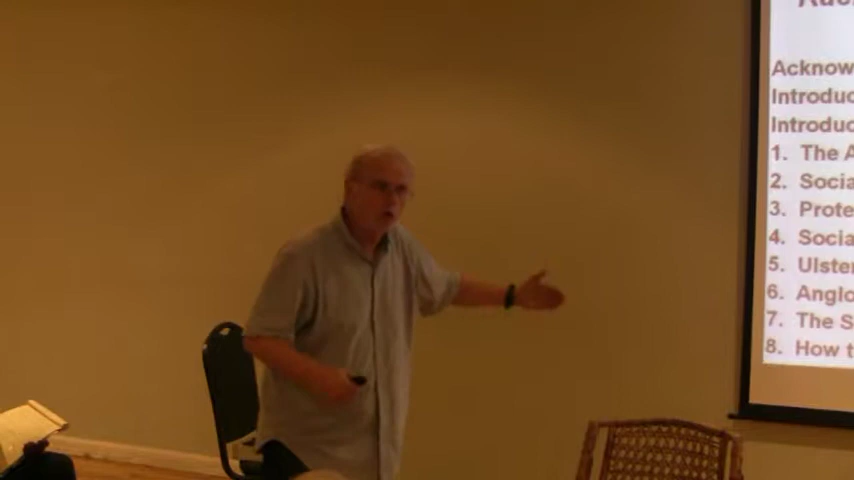 Acknow
Introduc
Introduc
1. The A
2. Socia
3. Prote
4. Socia
5. Ulster
6. Anglo
7. The S
8. How t